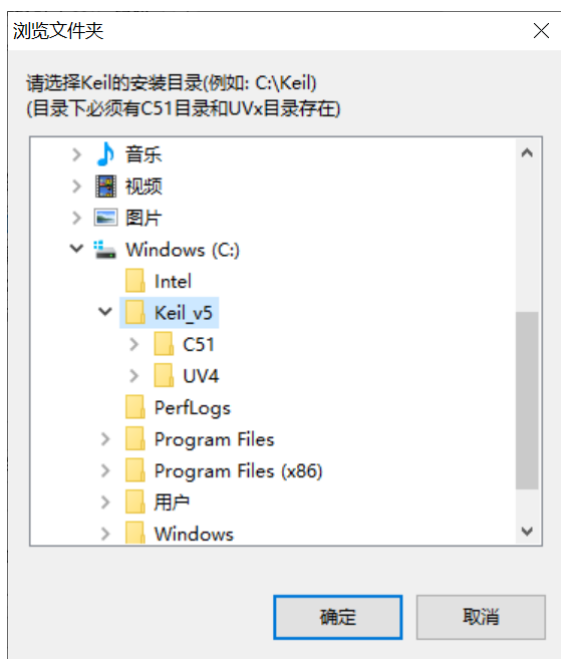 浏览文件夹
请选择Keil的安装目录(例如: C:\Keil)
(目录下必须有C51目录和UVx目录存在)
音乐
视频
图片
Windows (C:)
Intel
Keil_v5
C51
UV4
PerfLogs
Program Files
Program Files (x86)
用户
Windows
确定
取消